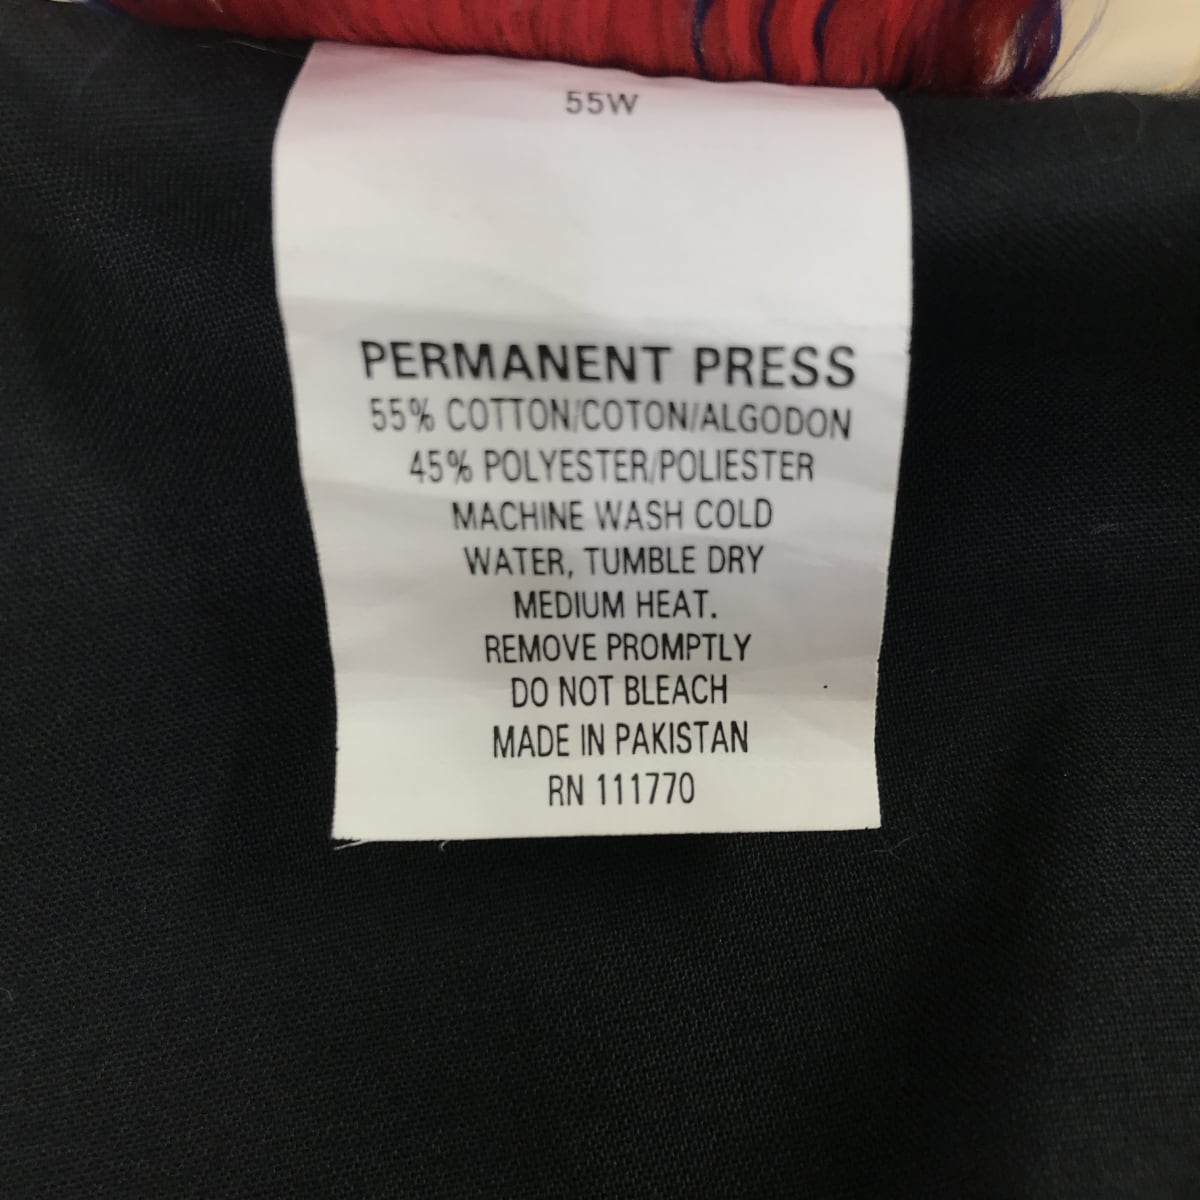 55W
PERMANENT PRESS
55% COTTON/COTON/ALGODON
45% POLYESTER/POLIESTER
MACHINE WASH COLD
WATER, TUMBLE DRY
MEDIUM HEAT.
REMOVE PROMPTLY
DO NOT BLEACH
MADE IN PAKISTAN
RN 111770